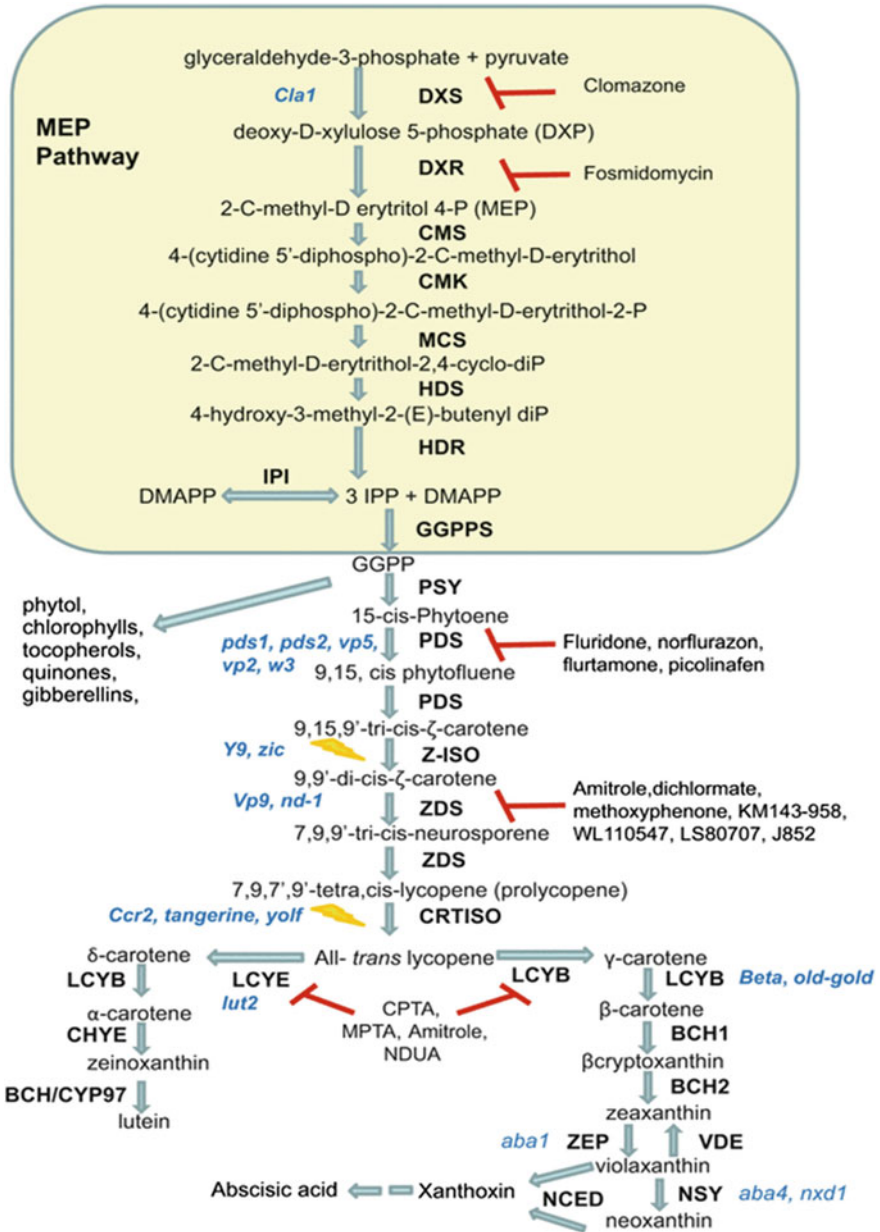 glyceraldehyde-3-phosphate + pyruvate
Cla1
DXS
Clomazone
MEP
Pathway
deoxy-D-xylulose 5-phosphate (DXP)
DXR
Fosmidomycin
2-C-methyl-D erytritol 4-P (MEP)
CMS
4-(cytidine 5'-diphospho)-2-C-methyl-D-erytrithol
CMK
4-(cytidine 5'-diphospho)-2-C-methyl-D-erytrithol-2-P
MCS
2-C-methyl-D-erytrithol-2,4-cyclo-diP
HDS
4-hydroxy-3-methyl-2-(E)-butenyl diP
HDR
IPI
DMAPP
3 IPP + DMAPP
GGPPS
GGPP
PSY
phytol,
chlorophylls,
tocopherols,
quinones,
gibberellins,
15-cis-Phytoene
pds1, pds2, vp5,
vp2, w3
PDS
Fluridone, norflurazon,
flurtamone, picolinafen
9,15, cis phytofluene
PDS
9,15,9'-tri-cis-ζ-carotene
Y9, zic
Z-ISO
9,9'-di-cis-ζ-carotene
Vp9, nd-1
ZDS
Amitrole,dichlormate,
methoxyphenone, KM143-958,
WL110547, LS80707, J852
7,9,9'-tri-cis-neurosporene
ZDS
7,9,7',9'-tetra,cis-lycopene (prolycopene)
Ccr2, tangerine, yolf
CRTISO
δ-carotene
All- trans lycopene
γ-carotene
LCYB
LCYE
LCYB
LCYB
Beta, old-gold
lut2
CPTA,
MPTA, Amitrole,
NDUA
α-carotene
β-carotene
CHYE
BCH1
zeinoxanthin
βcryptoxanthin
BCH/CYP97
BCH2
lutein
zeaxanthin
aba1
ZEP
VDE
violaxanthin
Abscisic acid
Xanthoxin
NCED
NSY
aba4, nxd1
neoxanthin